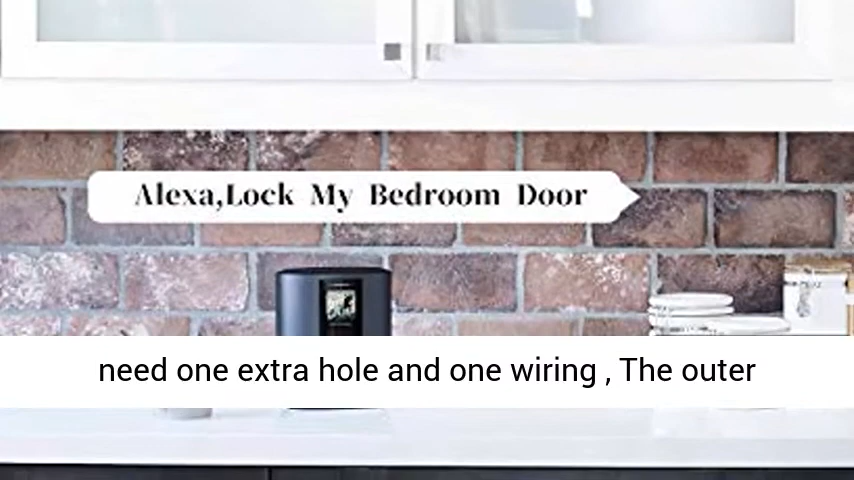 Alexa,Lock My Bedroom Door
need one extra hole and one wiring , The outer